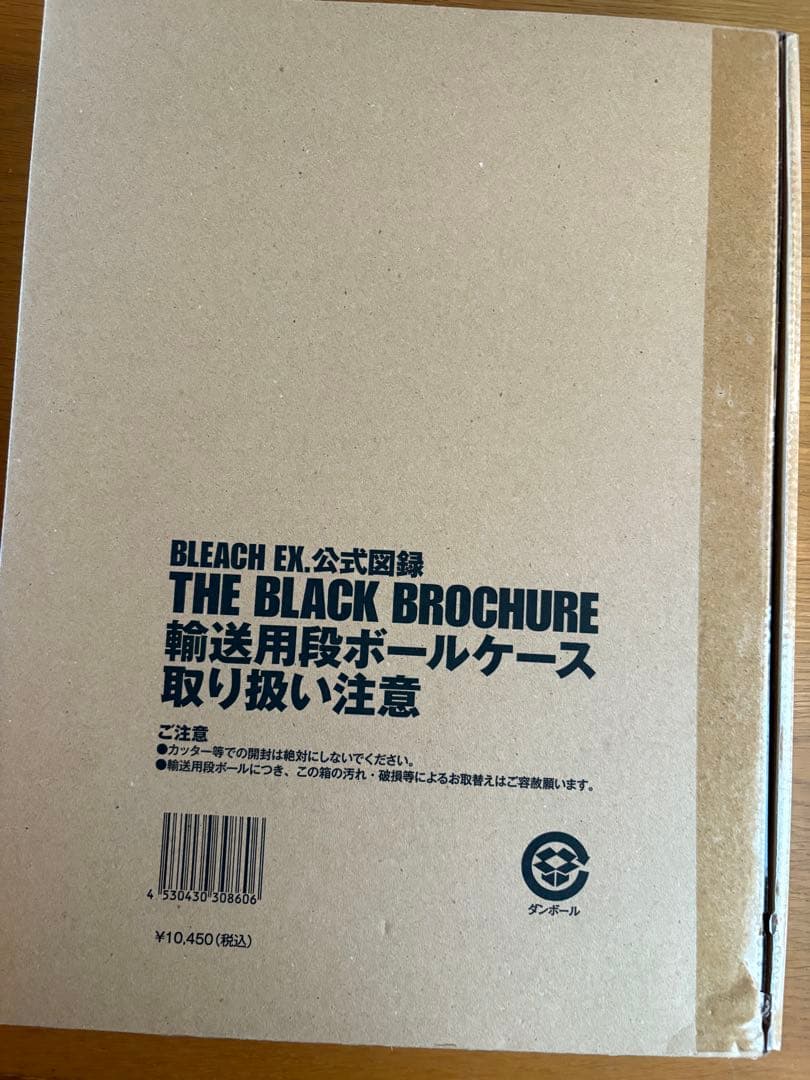 BLEACH EX.公式図録
THE BLACK BROCHURE
輸送用段ボールケース
取り扱い注意
ご注意
●カッター等での開封は絶対にしないでください。
●輸送用段ボールにつき、この箱の汚れ・破損等によるお取替えはご容赦願います。
4 530430 308606
ダンボール
¥10,450(税込)